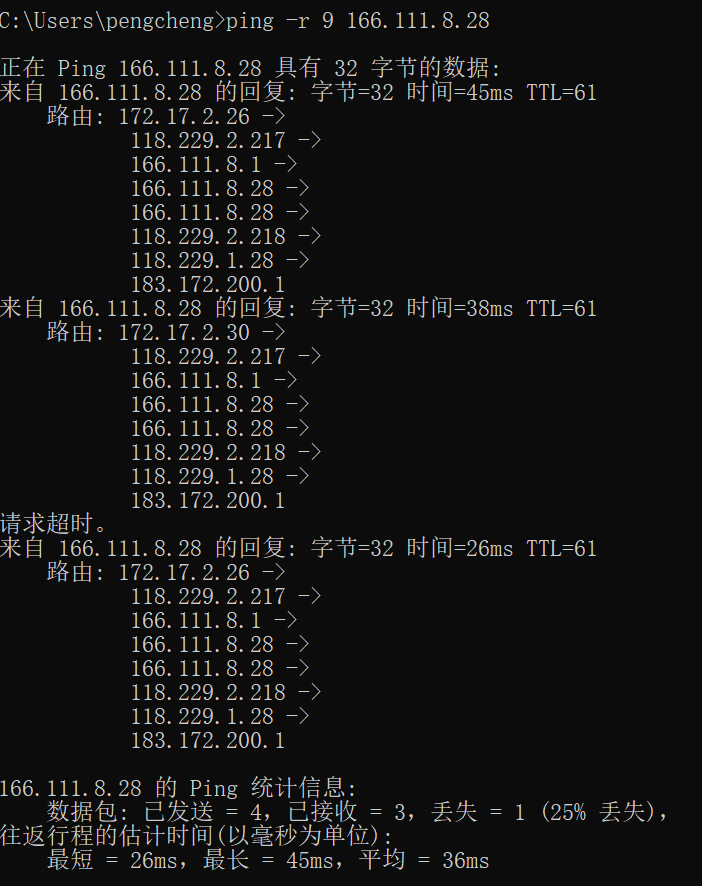 C:\Users\pengcheng>ping -r 9 166.111.8.28
正在 Ping 166.111.8.28 具有 32 字节的数据:
来自 166.111.8.28 的回复: 字节=32 时间=45ms TTL=61
路由: 172.17.2.26 ->
118.229.2.217 ->
166.111.8.1 ->
166.111.8.28 ->
166.111.8.28 ->
118.229.2.218 ->
118.229.1.28 ->
183.172.200.1
来自 166.111.8.28 的回复: 字节=32 时间=38ms TTL=61
路由: 172.17.2.30 ->
118.229.2.217 ->
166.111.8.1 ->
166.111.8.28 ->
166.111.8.28 ->
118.229.2.218 ->
118.229.1.28 ->
183.172.200.1
请求超时。
来自 166.111.8.28 的回复: 字节=32 时间=26ms TTL=61
路由: 172.17.2.26 ->
118.229.2.217 ->
166.111.8.1 ->
166.111.8.28 ->
166.111.8.28 ->
118.229.2.218 ->
118.229.1.28 ->
183.172.200.1
166.111.8.28 的 Ping 统计信息:
数据包: 已发送 = 4，已接收 = 3，丢失 = 1 (25% 丢失)，
往返行程的估计时间(以毫秒为单位):
最短 = 26ms，最长 = 45ms，平均 = 36ms